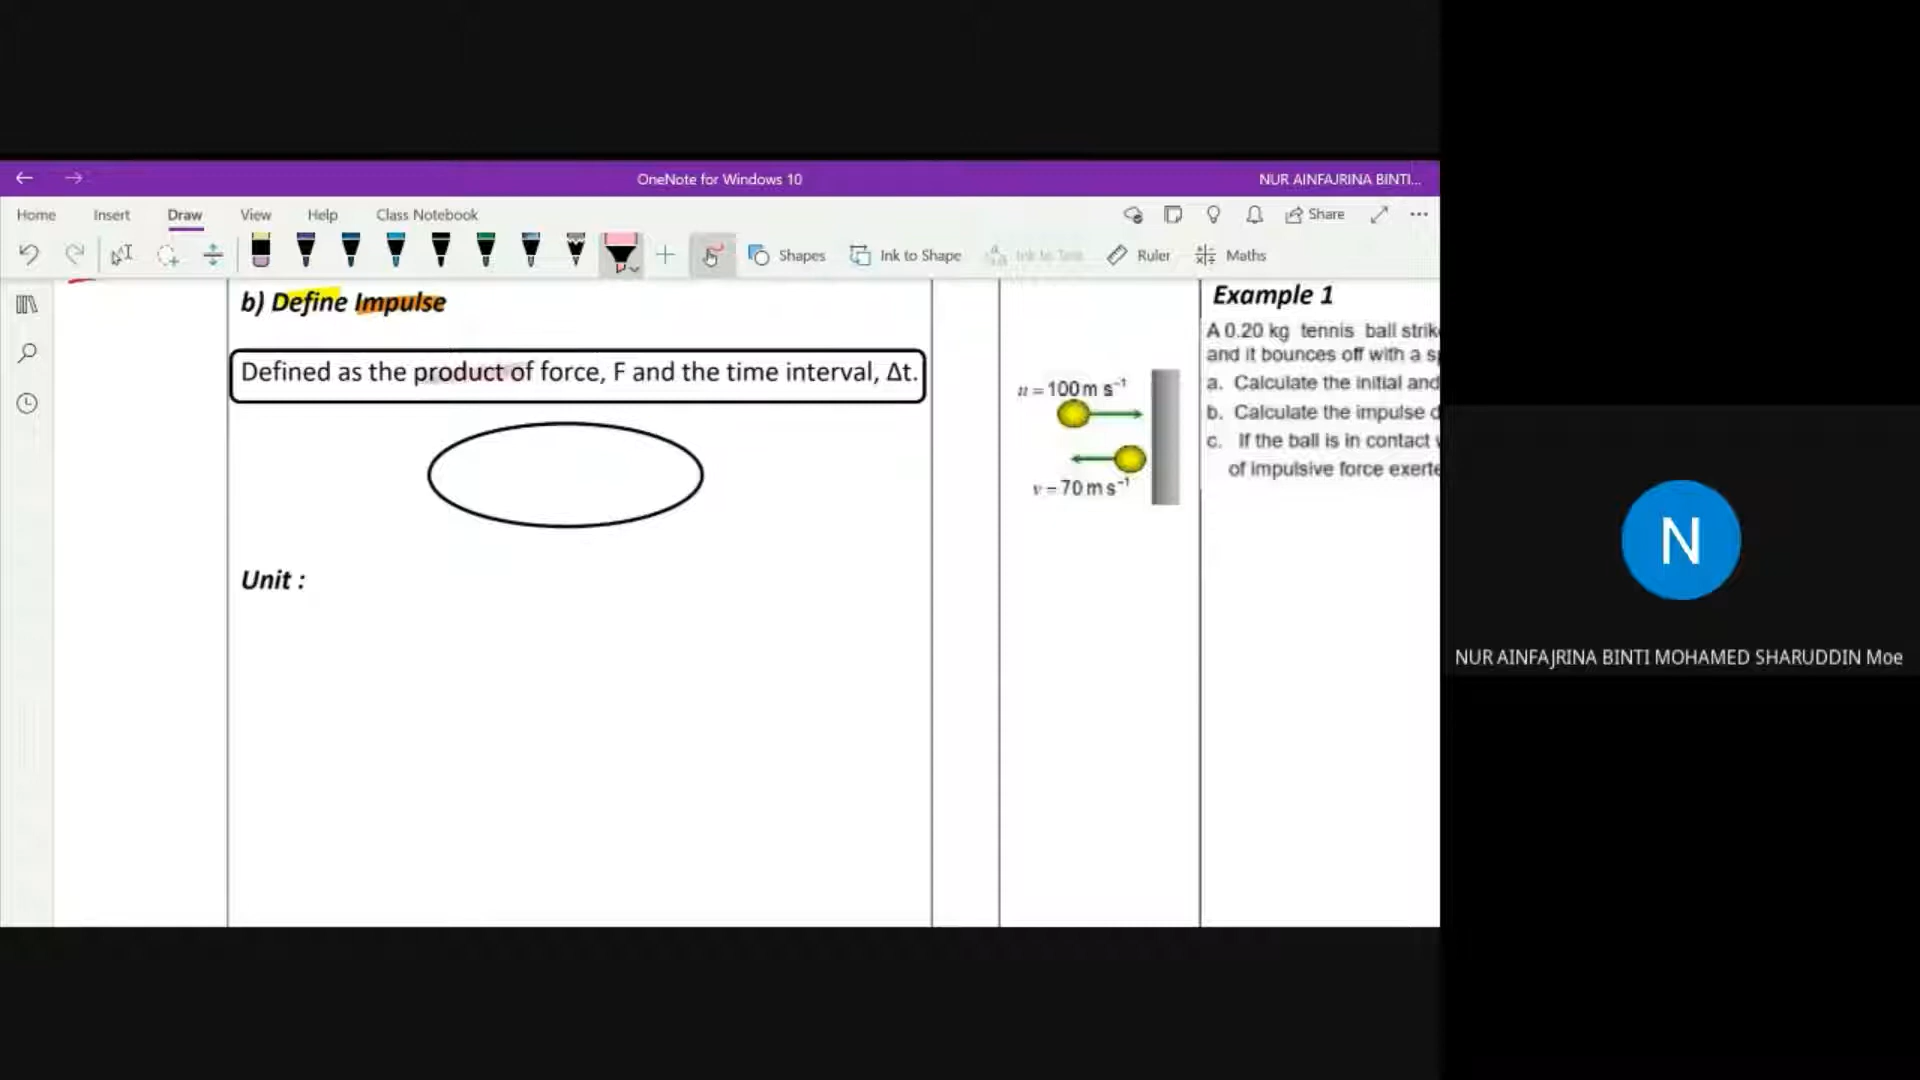 OneNote for Windows 10
NUR AINFAJRINA BINTI...
Home Insert Draw View Help Class Notebook
Share
Shapes Ink to Shape Ink to Text Ruler Maths
b) Define Impulse
Defined as the product of force, F and the time interval, Δt.
Unit :
u = 100 m s⁻¹
v = 70 m s⁻¹
Example 1
A 0.20 kg tennis ball strik
and it bounces off with a s
a. Calculate the initial and
b. Calculate the impulse
c. If the ball is in contact
of impulsive force exerte
N
NUR AINFAJRINA BINTI MOHAMED SHARUDDIN Moe